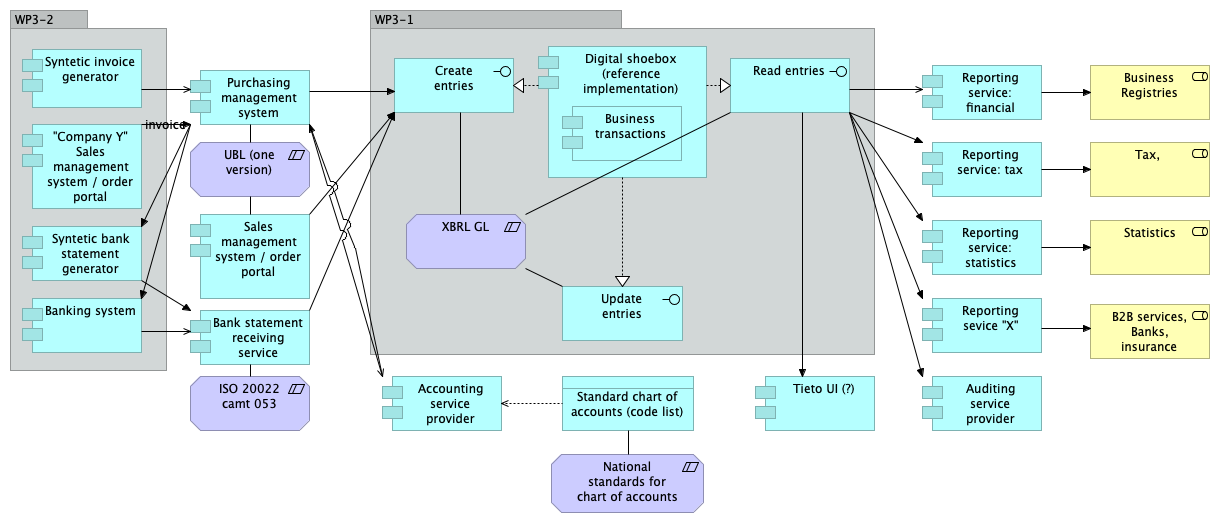 WP3-2
Syntetic invoice
generator
"Company Y"
Sales
management
system / order
portal
Syntetic bank
statement
generator
Banking system
invoice
Purchasing
management
system
UBL (one
version)
Sales
management
system / order
portal
Bank statement
receiving
service
ISO 20022
camt 053
WP3-1
Create
entries
Digital shoebox
(reference
implementation)
Business
transactions
Read entries
XBRL GL
Update
entries
Accounting
service
provider
Standard chart of
accounts (code list)
National
standards for
chart of accounts
Tieto UI (?)
Reporting
service:
financial
Reporting
service: tax
Reporting
service:
statistics
Reporting
sevice "X"
Auditing
service
provider
Business
Registries
Tax,
Statistics
B2B services,
Banks,
insurance